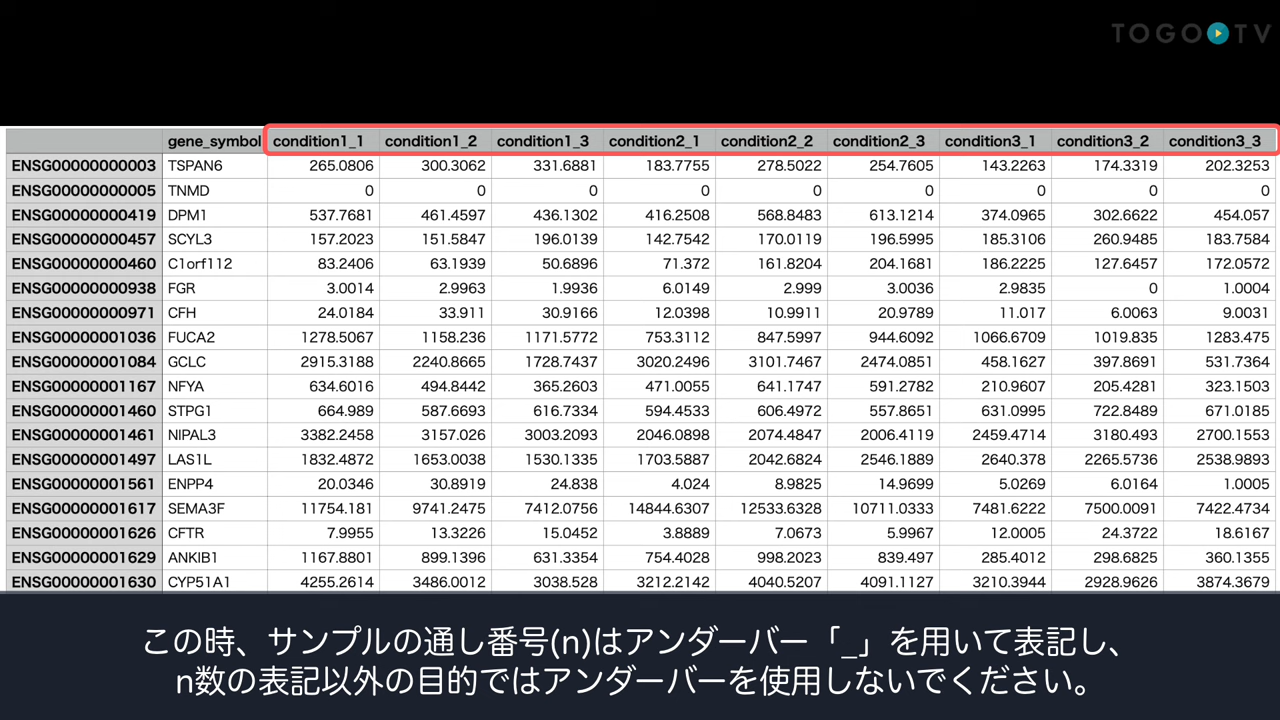 TOGO TV
gene_symbol condition1_1 condition1_2 condition1_3 condition2_1 condition2_2 condition2_3 condition3_1 condition3_2 condition3_3
ENSG00000000003 TSPAN6 265.0806 300.3062 331.6881 183.7755 278.5022 254.7605 143.2263 174.3319 202.3253
ENSG00000000005 TNMD 0 0 0 0 0 0 0 0 0
ENSG00000000419 DPM1 537.7681 461.4597 436.1302 416.2508 568.8483 613.1214 374.0965 302.6622 454.057
ENSG00000000457 SCYL3 157.2023 151.5847 196.0139 142.7542 170.0119 196.5995 185.3106 260.9485 183.7584
ENSG00000000460 C1orf112 83.2406 63.1939 50.6896 71.372 161.8204 204.1681 186.2225 127.6457 172.0572
ENSG00000000938 FGR 3.0014 2.9963 1.9936 6.0149 2.999 3.0036 2.9835 0 1.0004
ENSG00000000971 CFH 24.0184 33.911 30.9166 12.0398 10.9911 20.9789 11.017 6.0063 9.0031
ENSG00000001036 FUCA2 1278.5067 1158.236 1171.5772 753.3112 847.5997 944.6092 1066.6709 1019.835 1283.475
ENSG00000001084 GCLC 2915.3188 2240.8665 1728.7437 3020.2496 3101.7467 2474.0851 458.1627 397.8691 531.7364
ENSG00000001167 NFYA 634.6016 494.8442 365.2603 471.0055 641.1747 591.2782 210.9607 205.4281 323.1503
ENSG00000001460 STPG1 664.989 587.6693 616.7334 594.4533 606.4972 557.8651 631.0995 722.8489 671.0185
ENSG00000001461 NIPAL3 3382.2458 3157.026 3003.2093 2046.0898 2074.4847 2006.4119 2459.4714 3180.493 2700.1553
ENSG00000001497 LAS1L 1832.4872 1653.0038 1530.1335 1703.5887 2042.6824 2546.1889 2640.378 2265.5736 2538.9893
ENSG00000001561 ENPP4 20.0346 30.8919 24.838 4.024 8.9825 14.9699 5.0269 6.0164 1.0005
ENSG00000001617 SEMA3F 11754.181 9741.2475 7412.0756 14844.6307 12533.6328 10711.0333 7481.6222 7500.0091 7422.4734
ENSG00000001626 CFTR 7.9955 13.3226 15.0452 3.8889 7.0673 5.9967 12.0005 24.3722 18.6167
ENSG00000001629 ANKIB1 1167.8801 899.1396 631.3354 754.4028 998.2023 839.497 285.4012 298.6825 360.1355
ENSG00000001630 CYP51A1 4255.2614 3486.0012 3038.528 3212.2142 4040.5207 4091.1127 3210.3944 2928.9626 3874.3679
この時、サンプルの通し番号(n)はアンダーバー「_」を用いて表記し、
n数の表記以外の目的ではアンダーバーを使用しないでください。